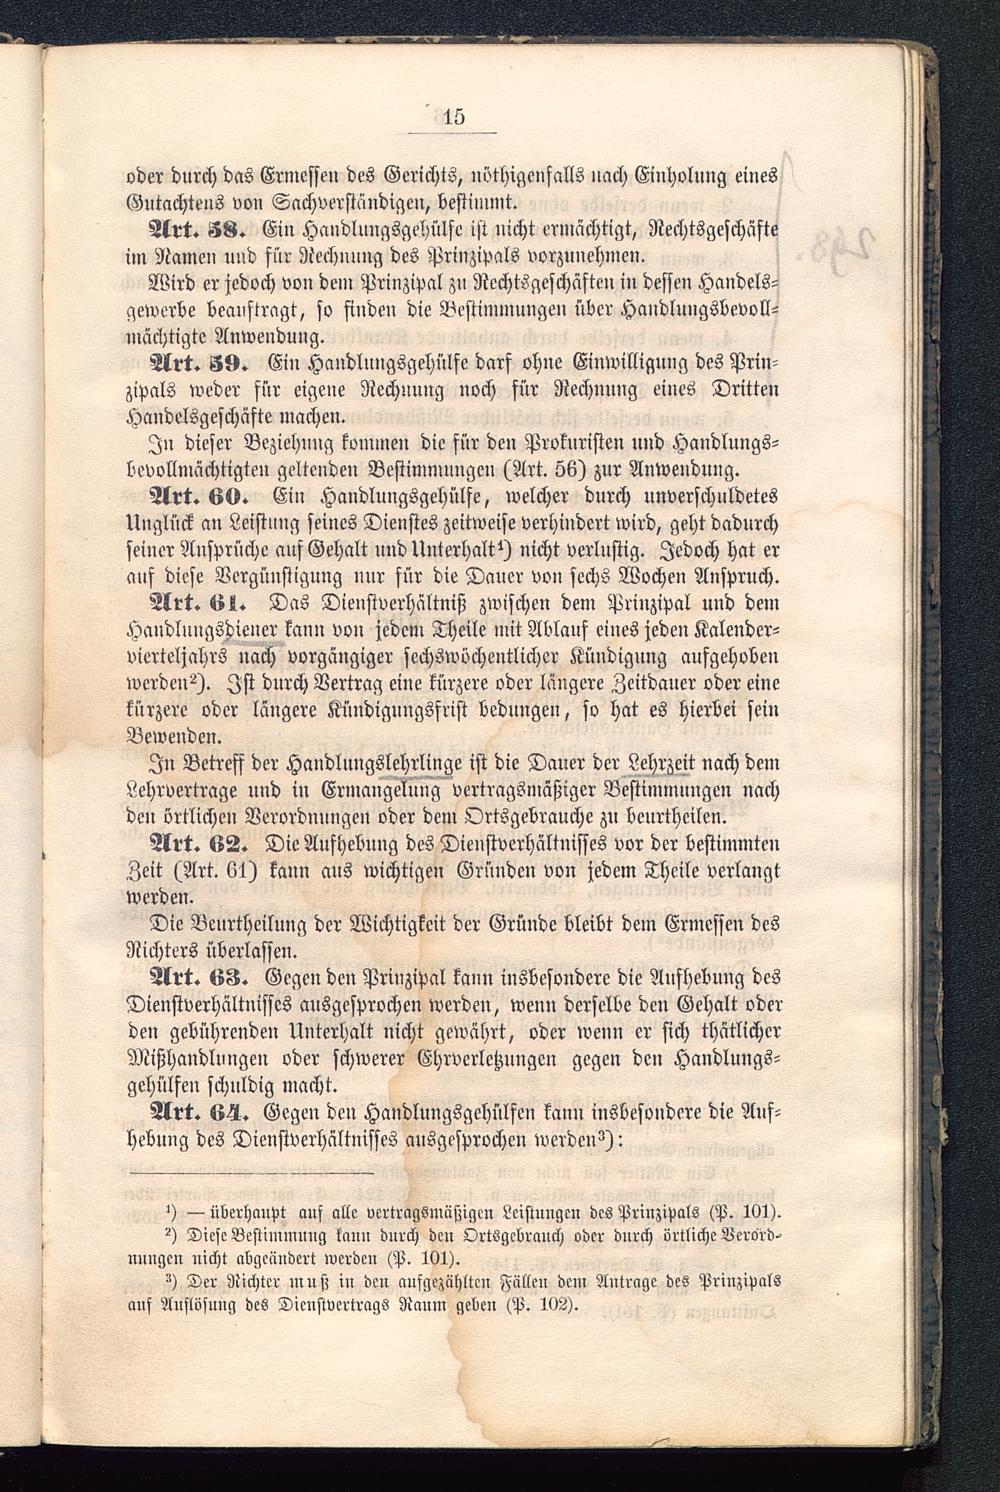 15
oder durch das Ermessen des Gerichts, nöthigenfalls nach Einholung eines
Gutachtens von Sachverständigen, bestimmt.
Art. 58. Ein Handlungsgehülfe ist nicht ermächtigt, Rechtsgeschäfte
im Namen und für Rechnung des Prinzipals vorzunehmen.
Wird er jedoch von dem Prinzipal zu Rechtsgeschäften in dessen Handels-
gewerbe beauftragt, so finden die Bestimmungen über Handlungsbevoll-
mächtigte Anwendung.
Art. 59. Ein Handlungsgehülfe darf ohne Einwilligung des Prin-
zipals weder für eigene Rechnung noch für Rechnung eines Dritten
Handelsgeschäfte machen.
In dieser Beziehung kommen die für den Prokuristen und Handlungs-
bevollmächtigten geltenden Bestimmungen (Art. 56) zur Anwendung.
Art. 60. Ein Handlungsgehülfe, welcher durch unverschuldetes
Unglück an Leistung seines Dienstes zeitweise verhindert wird, geht dadurch
seiner Ansprüche auf Gehalt und Unterhalt¹) nicht verlustig. Jedoch hat er
auf diese Vergünstigung nur für die Dauer von sechs Wochen Anspruch.
Art. 61. Das Dienstverhältniß zwischen dem Prinzipal und dem
Handlungsdiener kann von jedem Theile mit Ablauf eines jeden Kalender-
vierteljahrs nach vorgängiger sechswöchentlicher Kündigung aufgehoben
werden²). Ist durch Vertrag eine kürzere oder längere Zeitdauer oder eine
kürzere oder längere Kündigungsfrist bedungen, so hat es hierbei sein
Bewenden.
In Betreff der Handlungslehrlinge ist die Dauer der Lehrzeit nach dem
Lehrvertrage und in Ermangelung vertragsmäßiger Bestimmungen nach
den örtlichen Verordnungen oder dem Ortsgebrauche zu beurtheilen.
Art. 62. Die Aufhebung des Dienstverhältnisses vor der bestimmten
Zeit (Art. 61) kann aus wichtigen Gründen von jedem Theile verlangt
werden.
Die Beurtheilung der Wichtigkeit der Gründe bleibt dem Ermessen des
Richters überlassen.
Art. 63. Gegen den Prinzipal kann insbesondere die Aufhebung des
Dienstverhältnisses ausgesprochen werden, wenn derselbe den Gehalt oder
den gebührenden Unterhalt nicht gewährt, oder wenn er sich thätlicher
Mißhandlungen oder schwerer Ehrverletzungen gegen den Handlungs-
gehülfen schuldig macht.
Art. 64. Gegen den Handlungsgehülfen kann insbesondere die Auf-
hebung des Dienstverhältnisses ausgesprochen werden³):
¹) — überhaupt auf alle vertragsmäßigen Leistungen des Prinzipals (P. 101).
²) Diese Bestimmung kann durch den Ortsgebrauch oder durch örtliche Verord-
nungen nicht abgeändert werden (P. 101).
³) Der Richter muß in den aufgezählten Fällen dem Antrage des Prinzipals
auf Auflösung des Dienstvertrags Raum geben (P. 102).